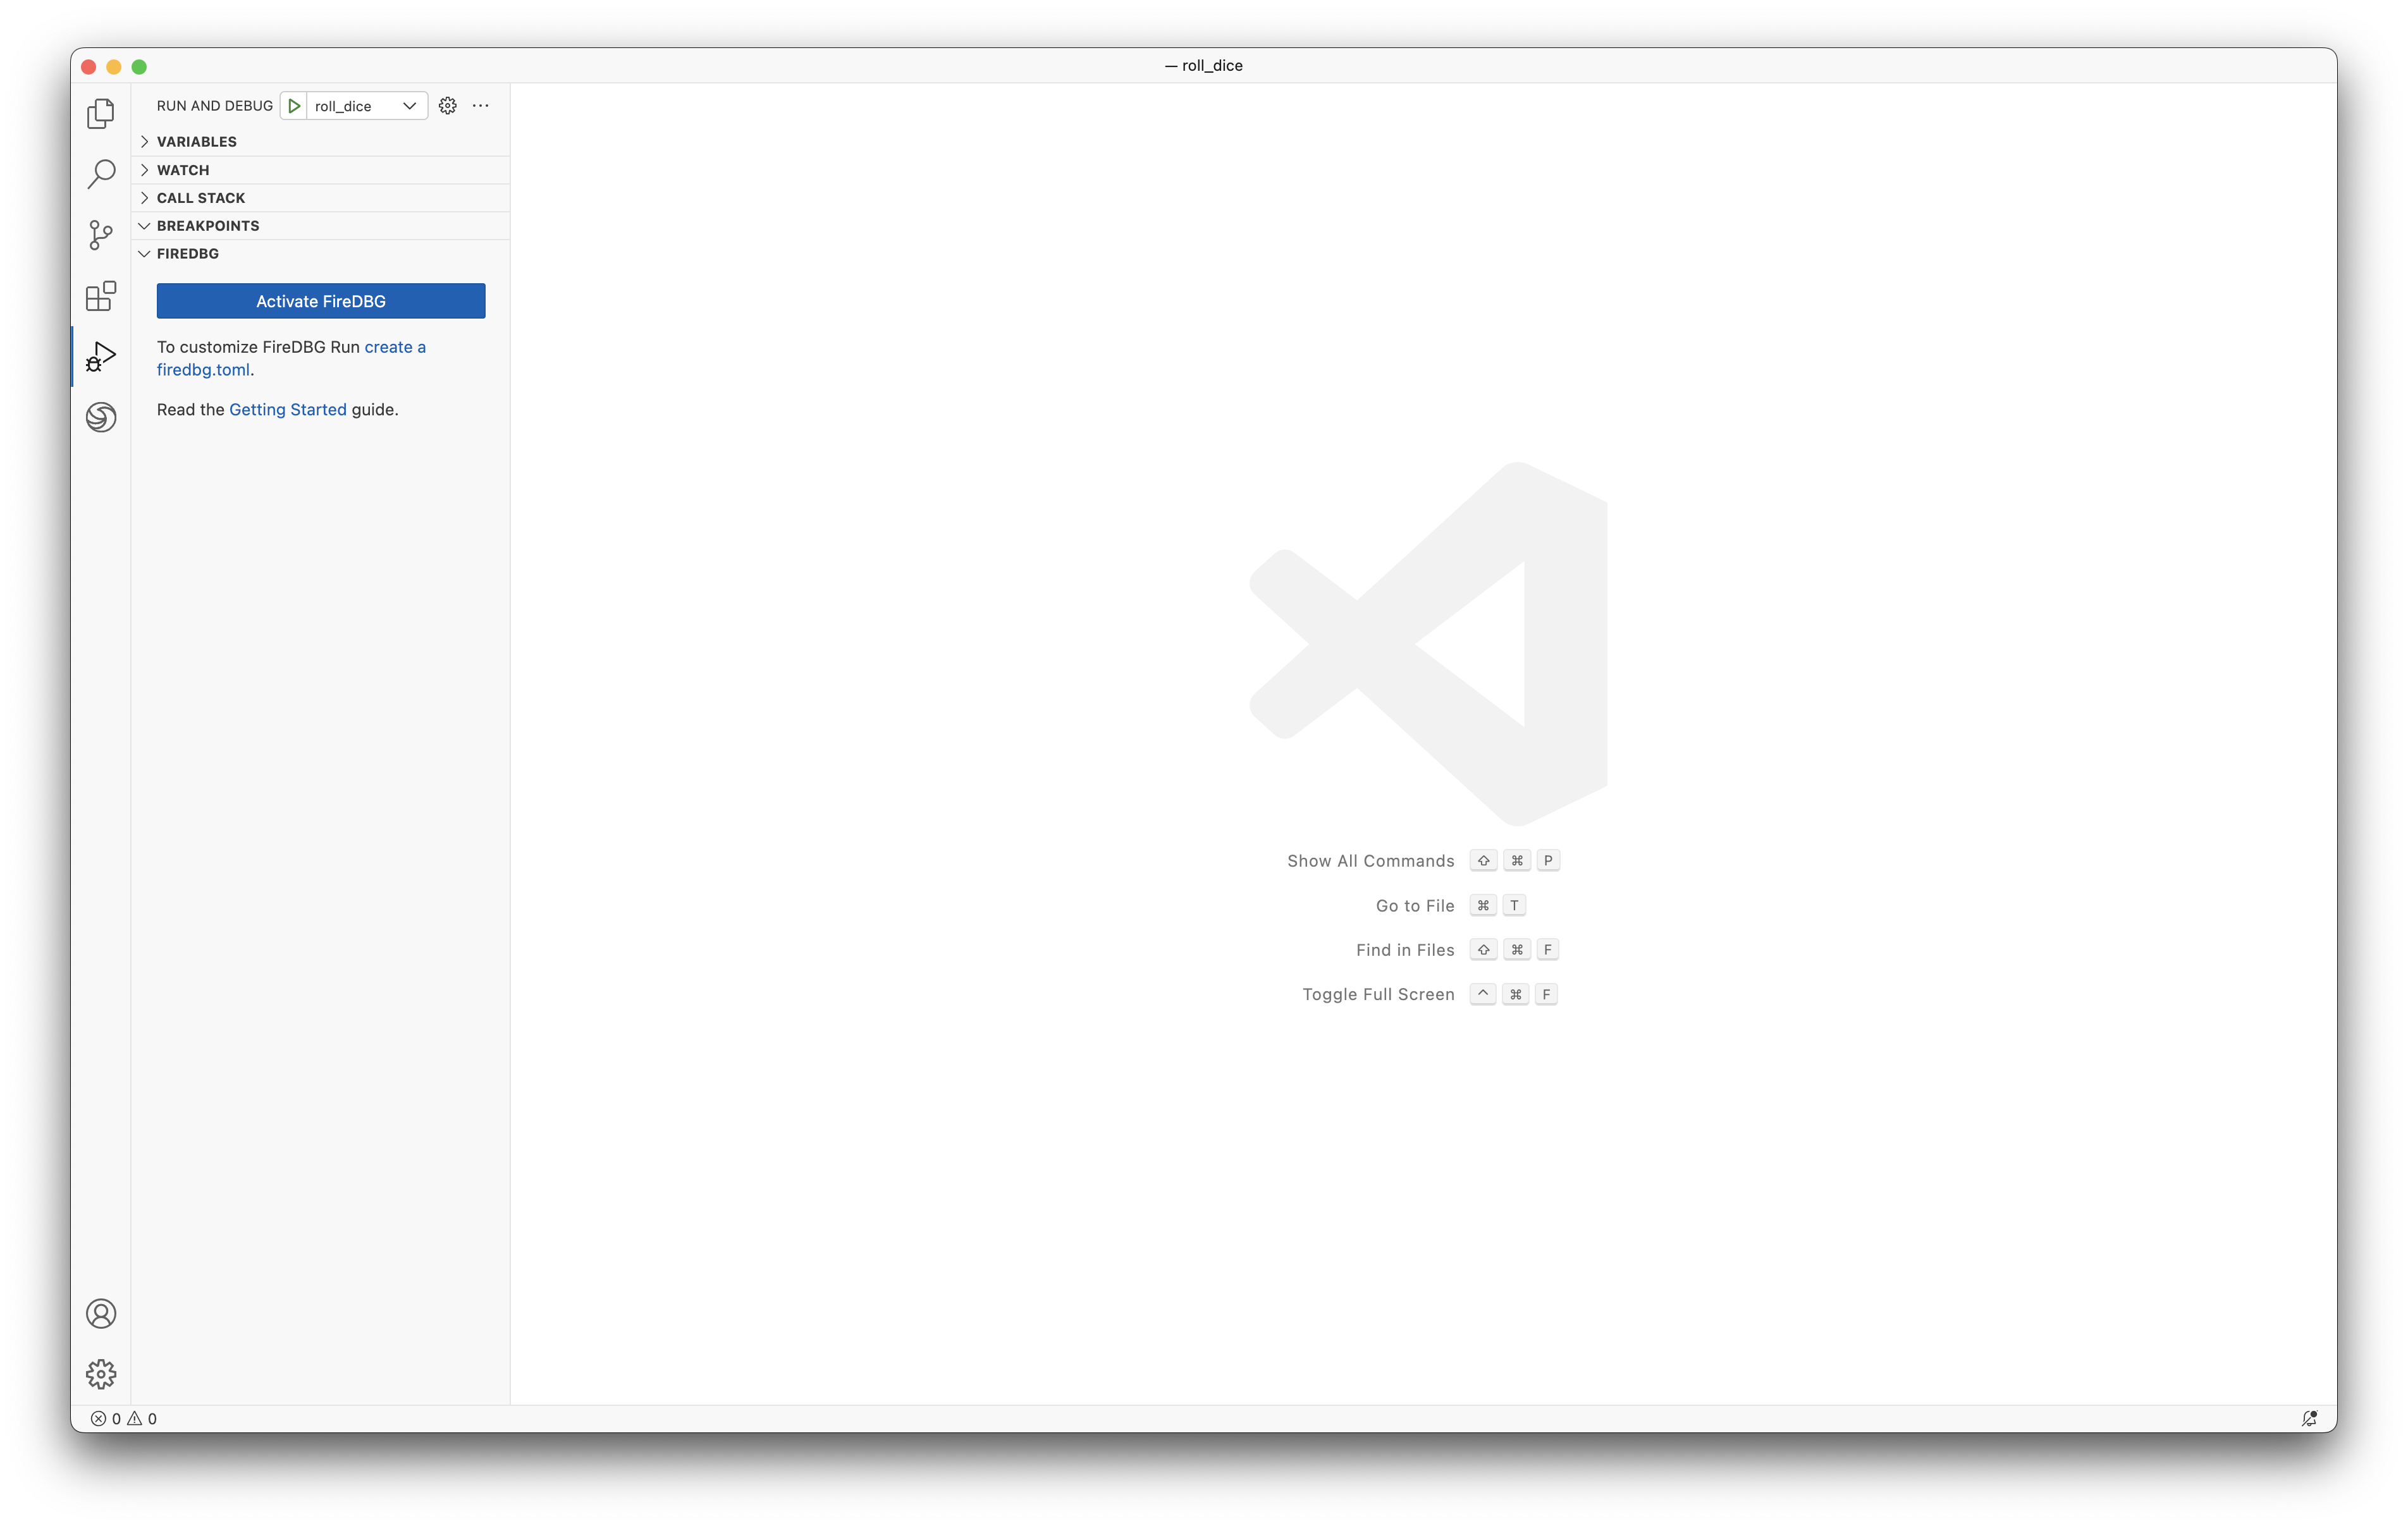 — roll_dice
RUN AND DEBUG roll_dice
VARIABLES
WATCH
CALL STACK
BREAKPOINTS
FIREDBG
Activate FireDBG
To customize FireDBG Run create a
firedbg.toml.
Read the Getting Started guide.
Show All Commands ⇧ ⌘ P
Go to File ⌘ T
Find in Files ⇧ ⌘ F
Toggle Full Screen ^ ⌘ F
0 0